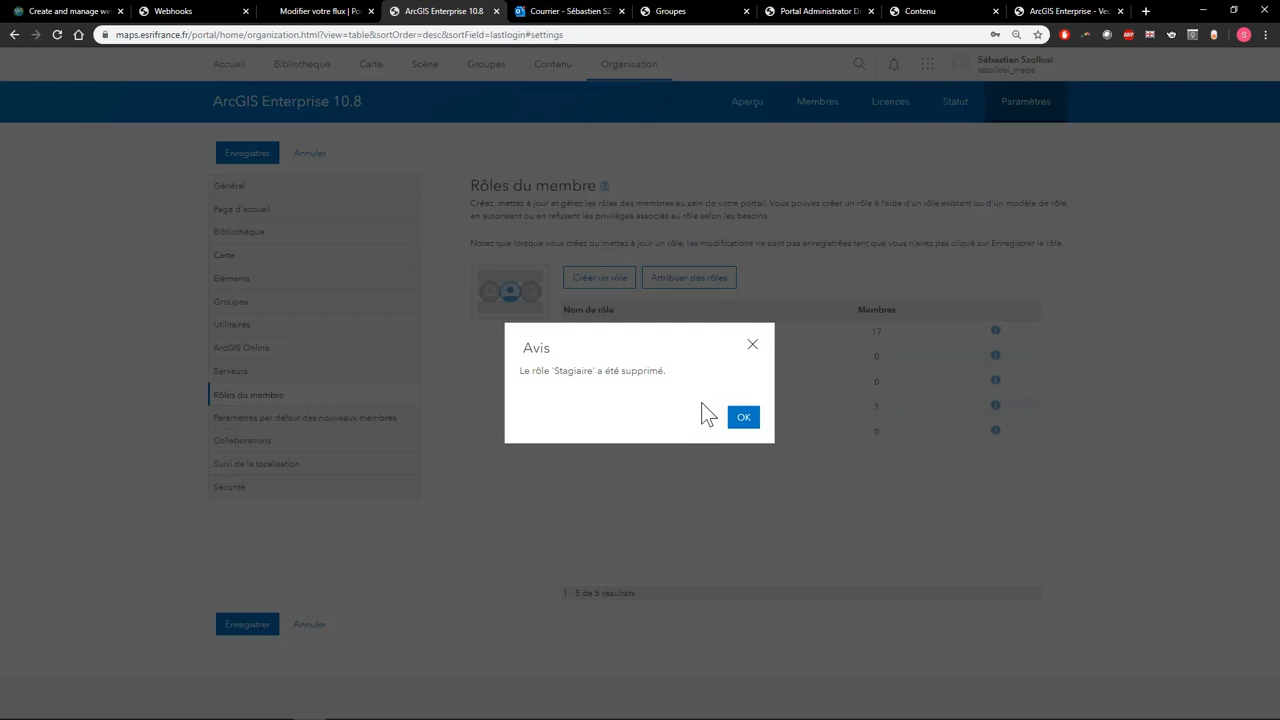 Create and manage web
Webhooks
Modifier votre flux | Po
ArcGIS Enterprise 10.8
Courrier - Sébastien SZ
Groupes
Portal Administrator Di
Contenu
ArcGIS Enterprise - Vec
maps.esrifrance.fr/portal/home/organization.html?view=table&sortOrder=desc&sortField=lastlogin#settings
Accueil Bibliothèque Carte Scène Groupes Contenu Organisation
Sébastien Szollosi
sszollosi_meps
ArcGIS Enterprise 10.8
Aperçu Membres Licences Statut Paramètres
Enregistrer Annuler
Général
Page d'accueil
Bibliothèque
Carte
Eléments
Groupes
Utilitaires
ArcGIS Online
Serveurs
Rôles du membre
Paramètres par défaut des nouveaux membres
Collaborations
Suivi de la localisation
Sécurité
Rôles du membre
Créez, mettez à jour et gérez les rôles des membres au sein de votre portail. Vous pouvez créer un rôle à l'aide d'un rôle existant ou d'un modèle de rôle,
en autorisant ou en refusant les privilèges associés au rôle selon les besoins.
Notez que lorsque vous créez ou mettez à jour un rôle, les modifications ne sont pas enregistrées tant que vous n'avez pas cliqué sur Enregistrer le rôle.
Créer un rôle Attribuer des rôles
Nom de rôle Membres
17
0
0
1
0
Avis
Le rôle 'Stagiaire' a été supprimé.
OK
1 - 5 de 5 résultats
Enregistrer Annuler